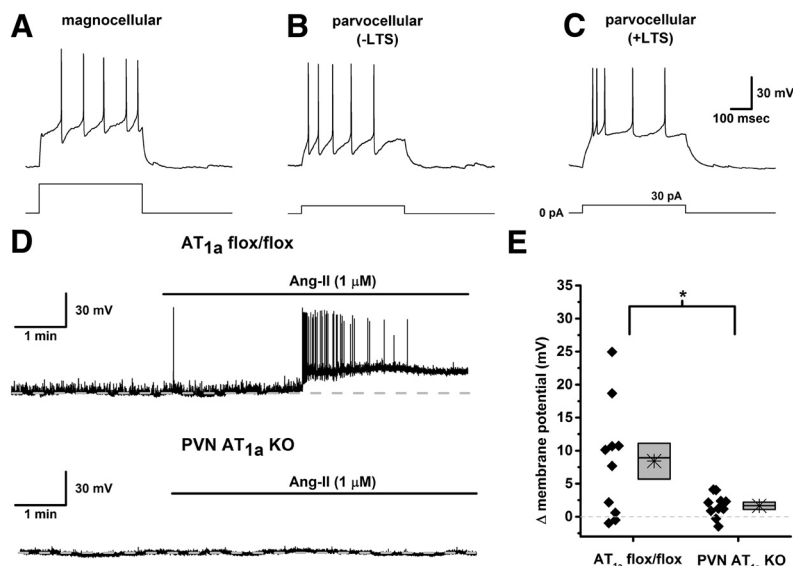 A
magnocellular
B
parvocellular
(-LTS)
C
parvocellular
(+LTS)
30 mV
100 msec
0 pA
30 pA
D
AT1a flox/flox
Ang-II (1 μM)
30 mV
1 min
PVN AT1a KO
Ang-II (1 μM)
30 mV
1 min
E
Δ membrane potential (mV)
35
30
25
20
15
10
5
0
*
AT1a flox/flox
PVN AT1a KO